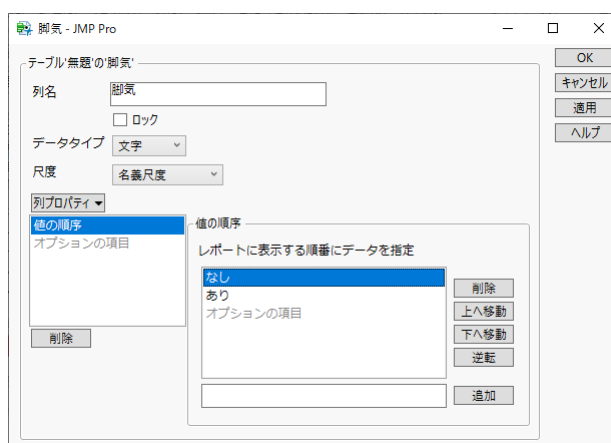 脚気 - JMP Pro
テーブル'無題'の'脚気'
列名
脚気
ロック
データタイプ
文字
尺度
名義尺度
列プロパティ
値の順序
オプションの項目
削除
値の順序
レポートに表示する順番にデータを指定
なし
あり
オプションの項目
削除
上へ移動
下へ移動
逆転
追加
OK
キャンセル
適用
ヘルプ